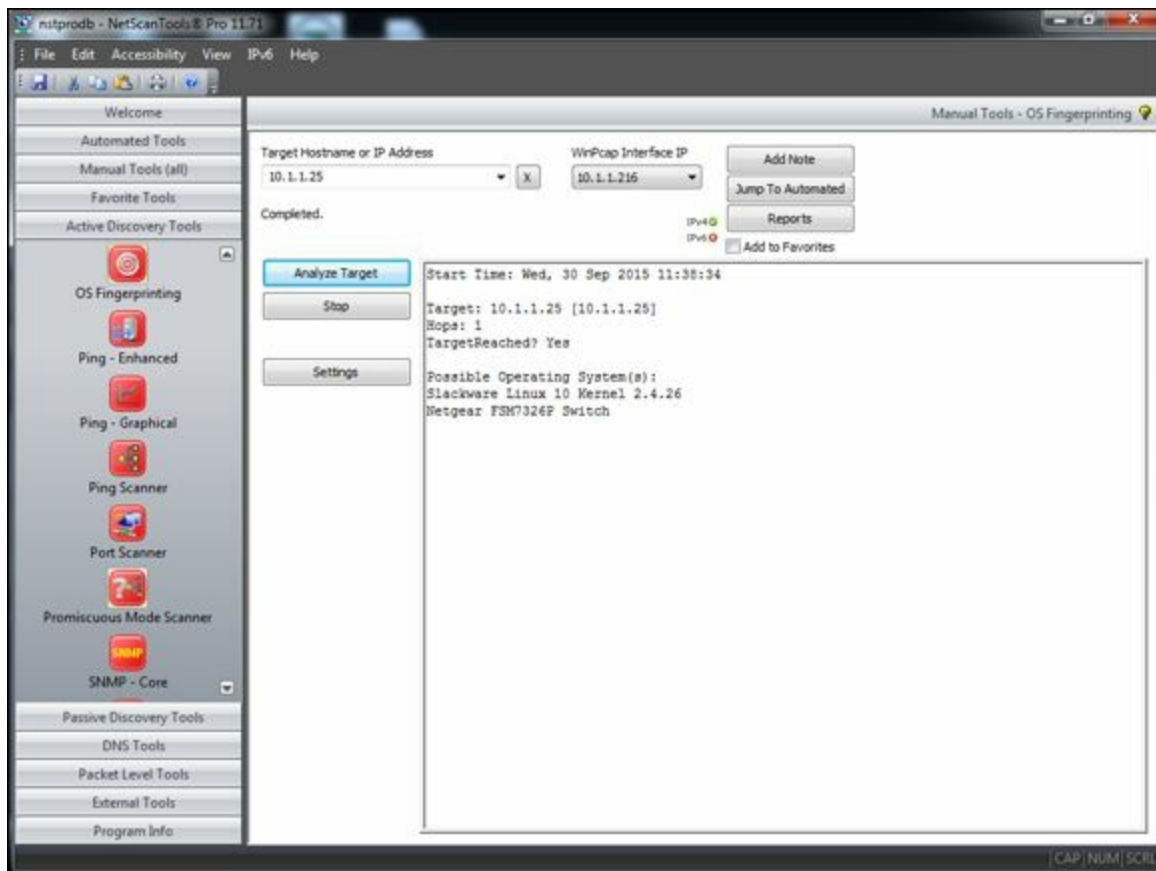 nstprodb - NetScanTools® Pro 11.71
File Edit Accessibility View IPv6 Help
Welcome
Automated Tools
Manual Tools (all)
Favorite Tools
Active Discovery Tools
OS Fingerprinting
Ping - Enhanced
Ping - Graphical
Ping Scanner
Port Scanner
Promiscuous Mode Scanner
SNMP
SNMP - Core
Passive Discovery Tools
DNS Tools
Packet Level Tools
External Tools
Program Info
Manual Tools - OS Fingerprinting
Target Hostname or IP Address
10.1.1.25
X
WinPcap Interface IP
10.1.1.216
Add Note
Jump To Automated
Reports
Add to Favorites
Completed.
IPv4
IPv6
Analyze Target
Stop
Settings
Start Time: Wed, 30 Sep 2015 11:38:34
Target: 10.1.1.25 [10.1.1.25]
Hops: 1
TargetReached? Yes
Possible Operating System(s):
Slackware Linux 10 Kernel 2.4.26
Netgear FSM7326P Switch
CAP NUM SCRL